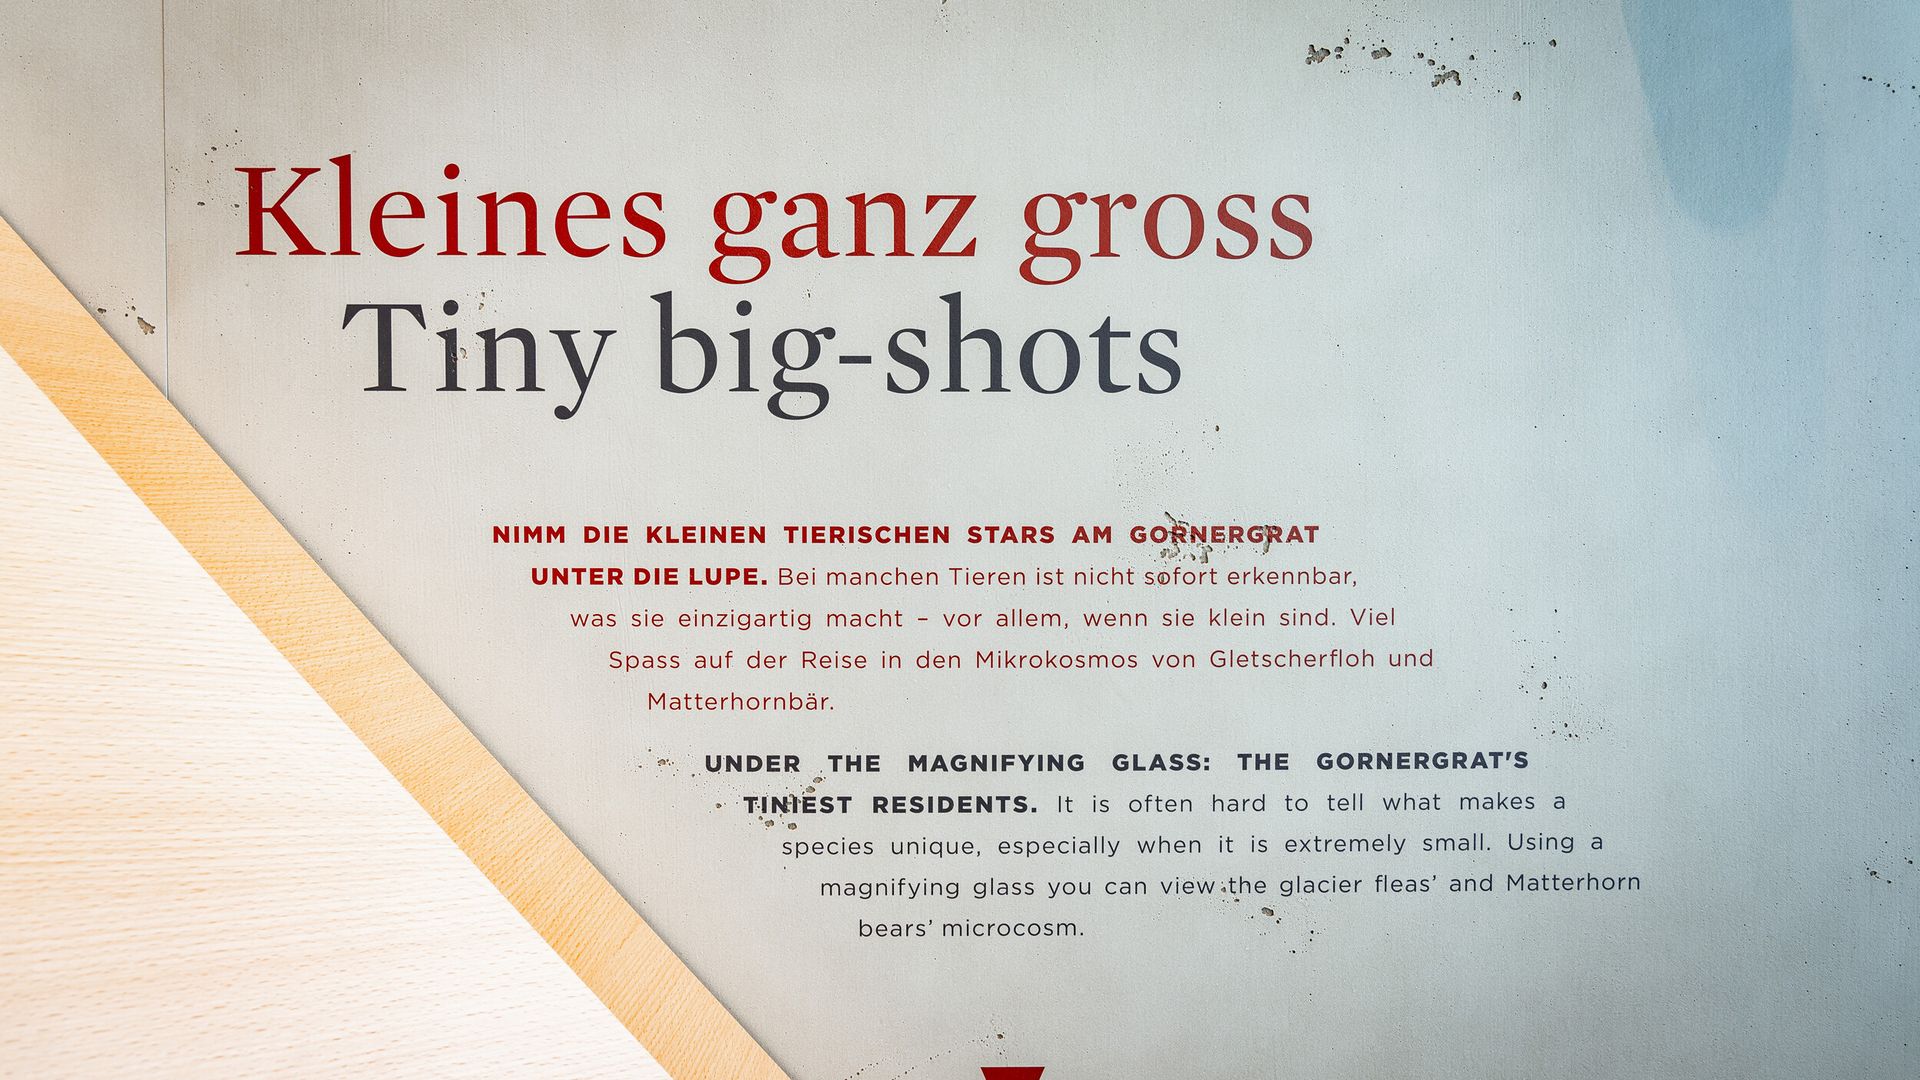 Kleines ganz gross
Tiny big-shots
NIMM DIE KLEINEN TIERISCHEN STARS AM GORNERGRAT
UNTER DIE LUPE. Bei manchen Tieren ist nicht sofort erkennbar,
was sie einzigartig macht – vor allem, wenn sie klein sind. Viel
Spass auf der Reise in den Mikrokosmos von Gletscherfloh und
Matterhornbär.
UNDER THE MAGNIFYING GLASS: THE GORNERGRAT'S
TINIEST RESIDENTS. It is often hard to tell what makes a
species unique, especially when it is extremely small. Using a
magnifying glass you can view the glacier fleas’ and Matterhorn
bears’ microcosm.